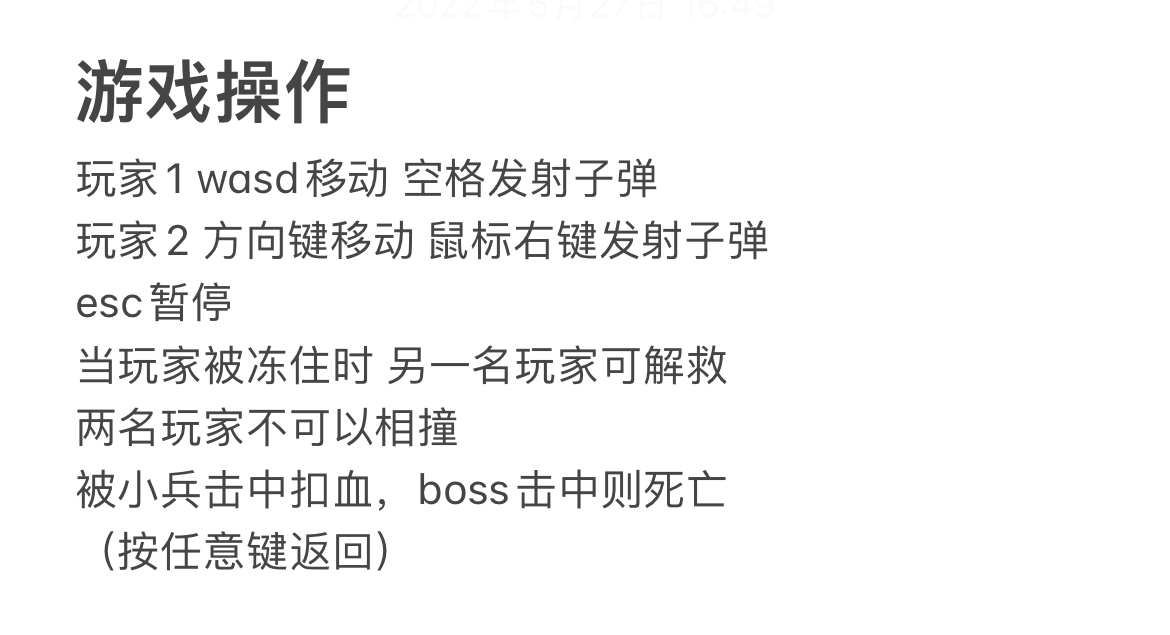 2022年5月27日 16:49
游戏操作
玩家1 wasd移动 空格发射子弹
玩家2 方向键移动 鼠标右键发射子弹
esc暂停
当玩家被冻住时 另一名玩家可解救
两名玩家不可以相撞
被小兵击中扣血，boss击中则死亡
（按任意键返回）